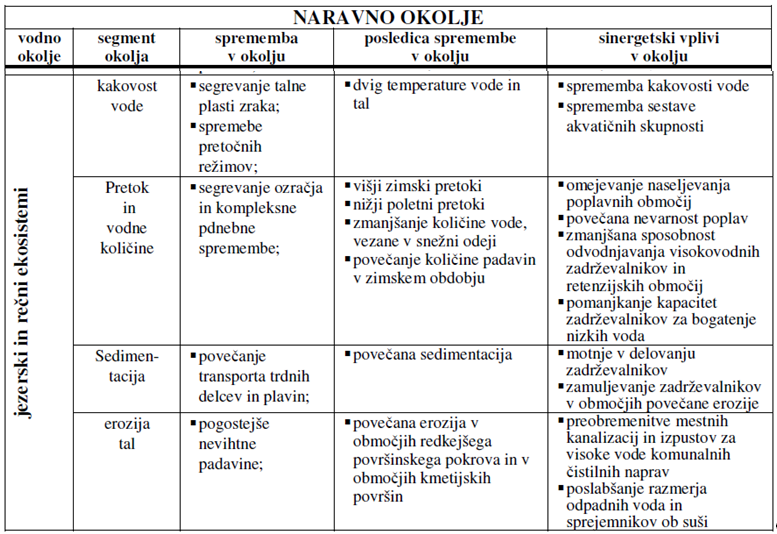 NARAVNO OKOLJE
vodno
okolje
segment
okolja
sprememba
v okolju
posledica spremembe
v okolju
sinergetski vplivi
v okolju
jezerski in rečni ekosistemi
kakovost
vode
▪ segrevanje talne
plasti zraka;
▪ spremebe
pretočnih
režimov;
▪ dvig temperature vode in
tal
▪ sprememba kakovosti vode
▪ sprememba sestave
akvatičnih skupnosti
Pretok
in
vodne
količine
▪ segrevanje ozračja
in kompleksne
pdnebne
spremembe;
▪ višji zimski pretoki
▪ nižji poletni pretoki
▪ zmanjšanje količine vode,
vezane v snežni odeji
▪ povečanje količine padavin
v zimskem obdobju
▪ omejevanje naseljevanja
poplavnih območij
▪ povečana nevarnost poplav
▪ zmanjšana sposobnost
odvodnjavanja visokovodnih
zadrževalnikov in
retenzijskih območij
▪ pomanjkanje kapacitet
zadrževalnikov za bogatenje
nizkih voda
Sedimen-
tacija
▪ povečanje
transporta trdnih
delcev in plavin;
▪ povečana sedimentacija
▪ motnje v delovanju
zadrževalnikov
▪ zamuljevanje zadrževalnikov
v območjih povečane erozije
erozija
tal
▪ pogostejše
nevihtne
padavine;
▪ povečana erozija v
območjih redkejšega
površinskega pokrova in v
območjih kmetijskih
površin
▪ preobremenitve mestnih
kanalizacij in izpustov za
visoke vode komunalnih
čistilnih naprav
▪ poslabšanje razmerja
odpadnih voda in
sprejemnikov ob suši